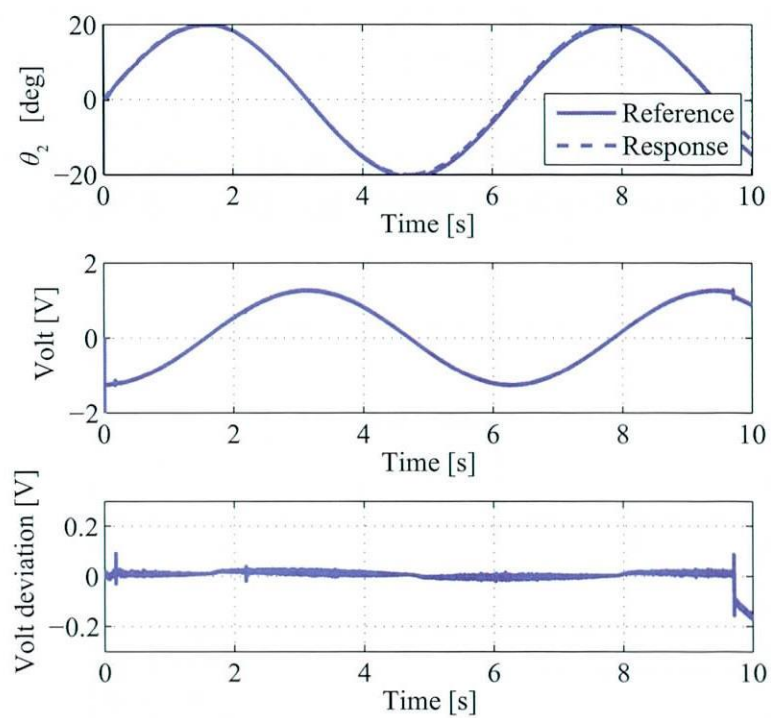 20
0
−20
θ₂ [deg]
Reference
Response
0 2 4 6 8 10
Time [s]
2
0
−2
Volt [V]
0 2 4 6 8 10
Time [s]
0.2
0
−0.2
Volt deviation [V]
0 2 4 6 8 10
Time [s]